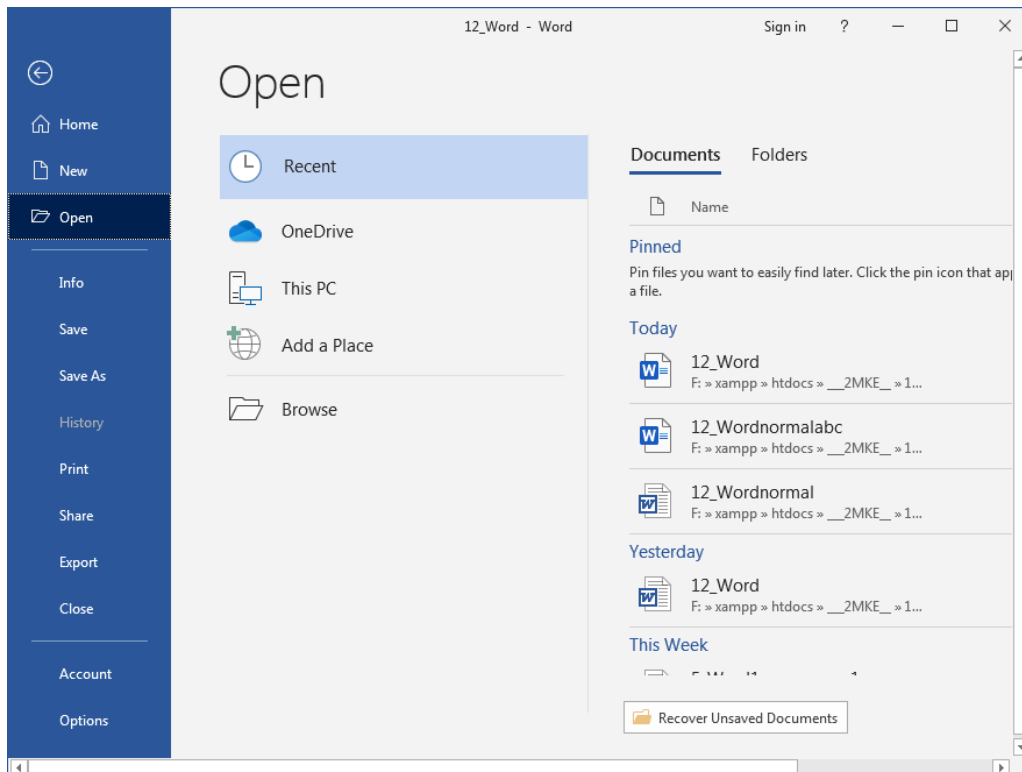 12_Word - Word
Sign in
?
Open
Home
New
Open
Info
Save
Save As
History
Print
Share
Export
Close
Account
Options
Recent
OneDrive
This PC
Add a Place
Browse
Documents Folders
Name
Pinned
Pin files you want to easily find later. Click the pin icon that
a file.
Today
12_Word
F: » xampp » htdocs » __2MKE__ » 1...
12_Wordnormalabc
F: » xampp » htdocs » __2MKE__ » 1...
12_Wordnormal
F: » xampp » htdocs » __2MKE__ » 1...
Yesterday
12_Word
F: » xampp » htdocs » __2MKE__ » 1...
This Week
Recover Unsaved Documents